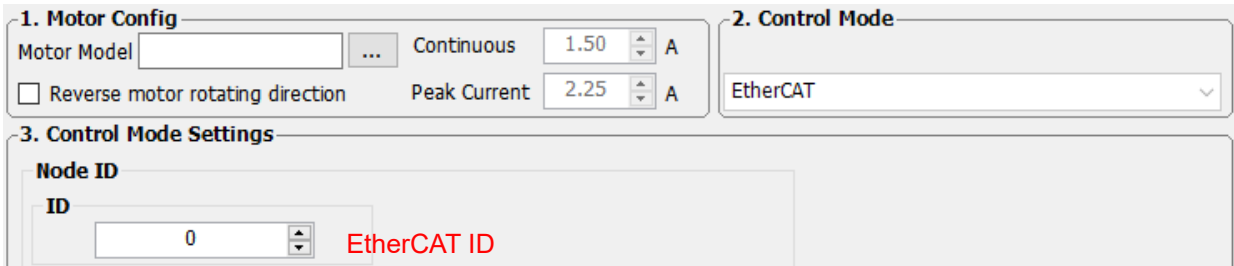 1. Motor Config
Motor Model ... Continuous 1.50 A
Reverse motor rotating direction Peak Current 2.25 A
2. Control Mode
EtherCAT
3. Control Mode Settings
Node ID
ID
0 EtherCAT ID